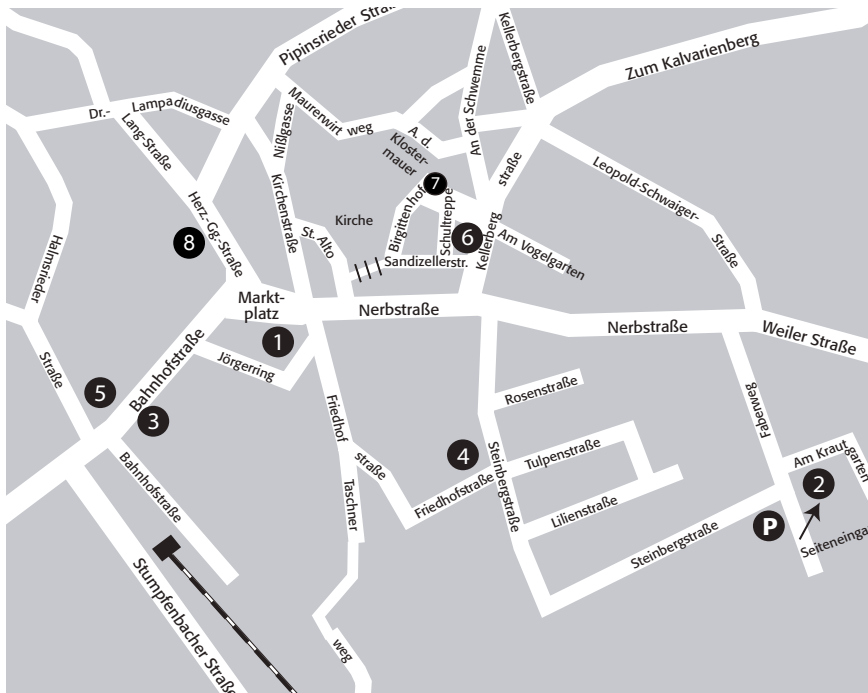 Pipinsrieder Straß
Kellerbergstraße
Zum Kalvarienberg
Dr.- Lampadiusgasse
Lang-Straße
Maurerwirt weg
Nißlgasse
A. d.
Kloster-
mauer
An der Schwemme
Leopold-Schwaiger-
Straße
Kellerberg straße
7
Kirche
Birgittenhof
Schultreppe
6
Am Vogelgarten
Sandizellerstr.
St. Alto
Kirchenstraße
Herz-Gg-Straße
8
Halmsrieder
Straße
Markt-
platz
Nerbstraße
Nerbstraße
Weiler Straße
1
Jörgerring
Bahnhofstraße
5
3
Bahnhofstraße
Friedhof
straße
Taschner
weg
4
Friedhofstraße
Rosenstraße
Steinbergstraße
Tulpenstraße
Lilienstraße
Steinbergstraße
Faberweg
Am Kraut
garten
2
P
Seiteneinga
Stumpfenbacher Straße